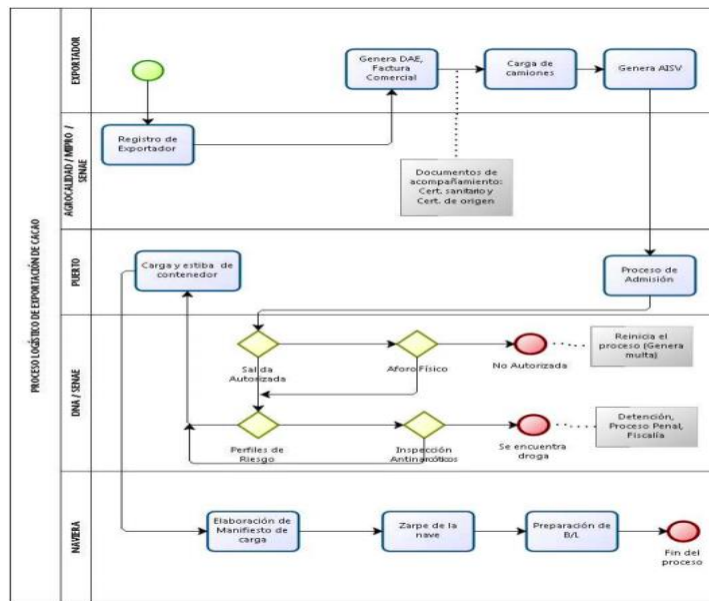 PROCESO LOGÍSTICO DE EXPORTACIÓN DE CACAO
EXPORTADOR
Genera DAE,
Factura
Comercial
Carga de
camiones
Genera AISV
AGROCALIDAD / MIPRO /
SENAE
Registro de
Exportador
Documentos de
acompañamiento:
Cert. sanitario y
Cert. de origen
PUERTO
Carga y estiba de
contenedor
Proceso de
Admisión
DNA / SENAE
Salida
Autorizada
Aforo Físico
No Autorizada
Reinicia el
proceso (Genera
multa)
Perfiles de
Riesgo
Inspección
Antinarcóticos
Se encuentra
droga
Detención,
Proceso Penal,
Fiscalía
NAVIERA
Elaboración de
Manifiesto de
carga
Zarpe de la
nave
Preparación de
B/L
Fin del
proceso